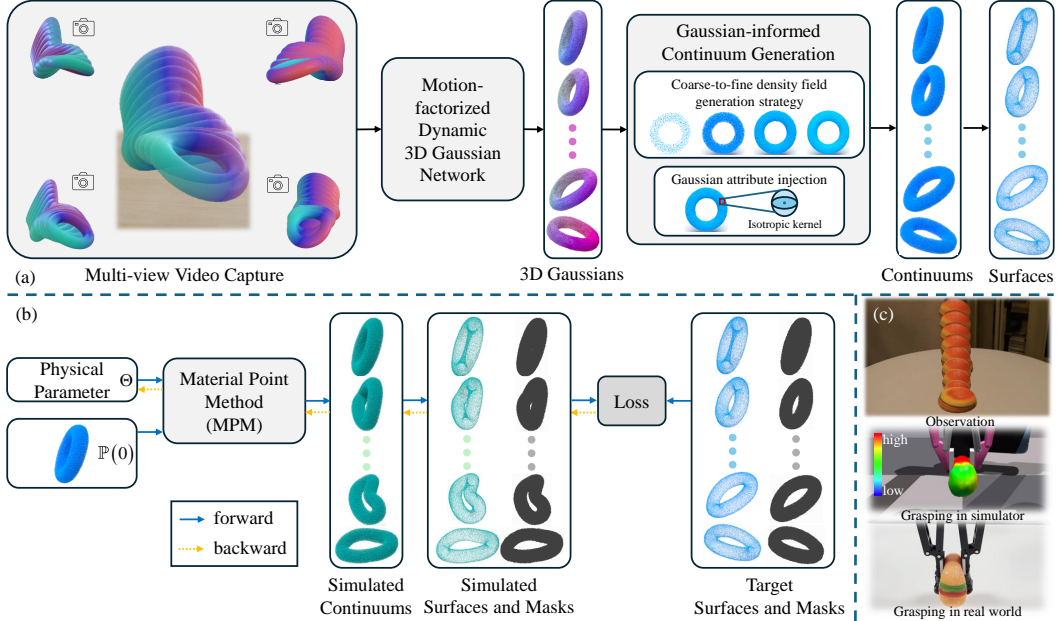 Multi-view Video Capture
(a)
Motion-
factorized
Dynamic
3D Gaussian
Network
3D Gaussians
Gaussian-informed
Continuum Generation
Coarse-to-fine density field
generation strategy
Gaussian attribute injection
Isotropic kernel
Continuums
Surfaces
(b)
Physical
Parameter
Θ
ℙ(0)
Material Point
Method
(MPM)
forward
backward
Simulated
Continuums
Simulated
Surfaces and Masks
Loss
Target
Surfaces and Masks
(c)
Observation
high
low
Grasping in simulator
Grasping in real world